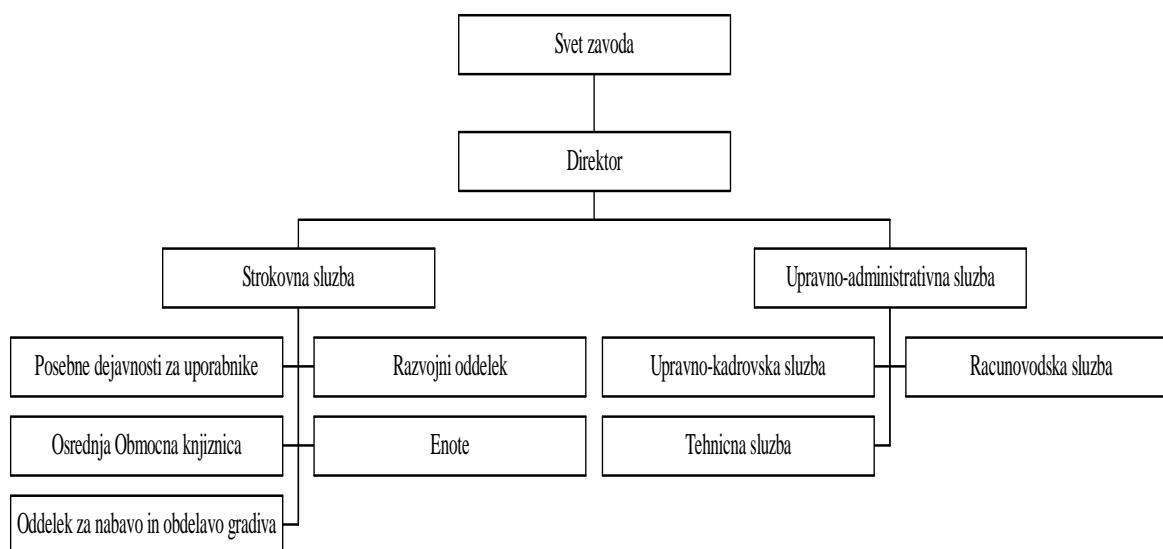 Svet zavoda
Direktor
Strokovna sluzba
Upravno-administrativna sluzba
Posebne dejavnosti za uporabnike
Razvojni oddelek
Upravno-kadrovska sluzba
Racunovodska sluzba
Osrednja Obmocna knjiznica
Enote
Tehnicna sluzba
Oddelek za nabavo in obdelavo gradiva